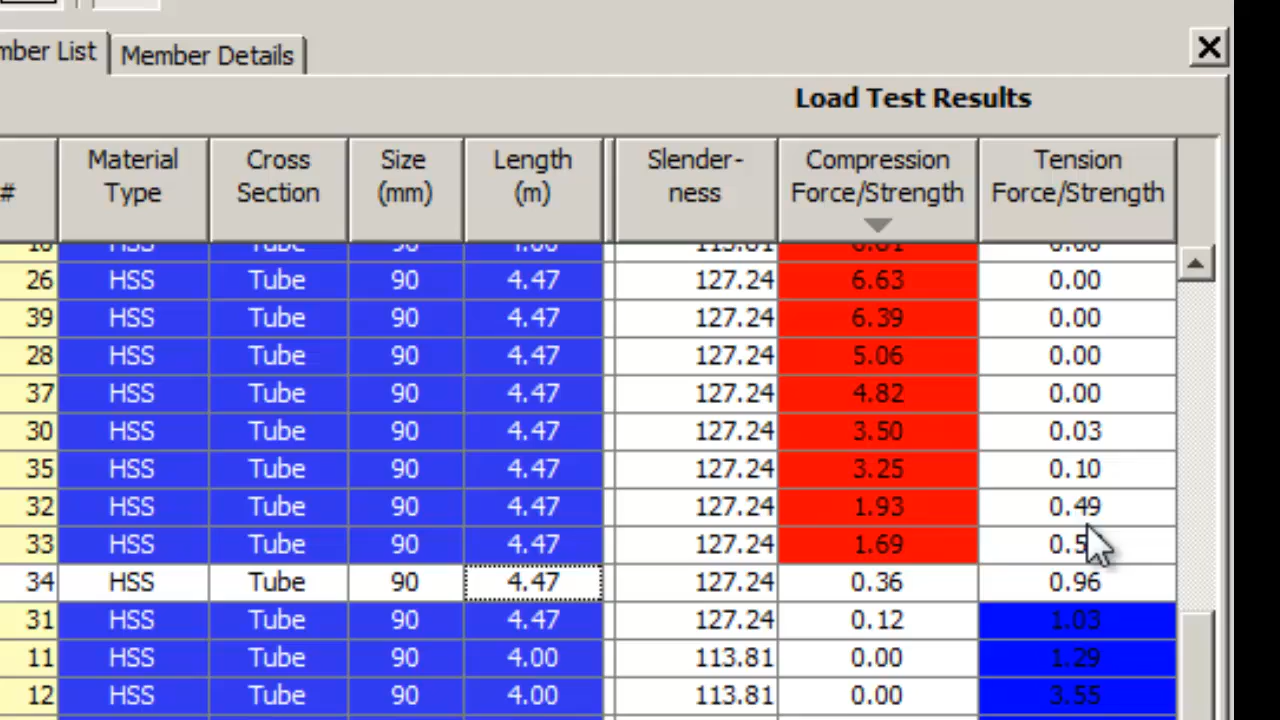 mber List Member Details
Load Test Results
# Material Type Cross Section Size (mm) Length (m) Slender- ness Compression Force/Strength Tension Force/Strength
26 HSS Tube 90 4.47 127.24 6.63 0.00
39 HSS Tube 90 4.47 127.24 6.39 0.00
28 HSS Tube 90 4.47 127.24 5.06 0.00
37 HSS Tube 90 4.47 127.24 4.82 0.00
30 HSS Tube 90 4.47 127.24 3.50 0.03
35 HSS Tube 90 4.47 127.24 3.25 0.10
32 HSS Tube 90 4.47 127.24 1.93 0.49
33 HSS Tube 90 4.47 127.24 1.69
34 HSS Tube 90 4.47 127.24 0.36 0.96
31 HSS Tube 90 4.47 127.24 0.12 1.03
11 HSS Tube 90 4.00 113.81 0.00 1.29
12 HSS Tube 90 4.00 113.81 0.00 3.55